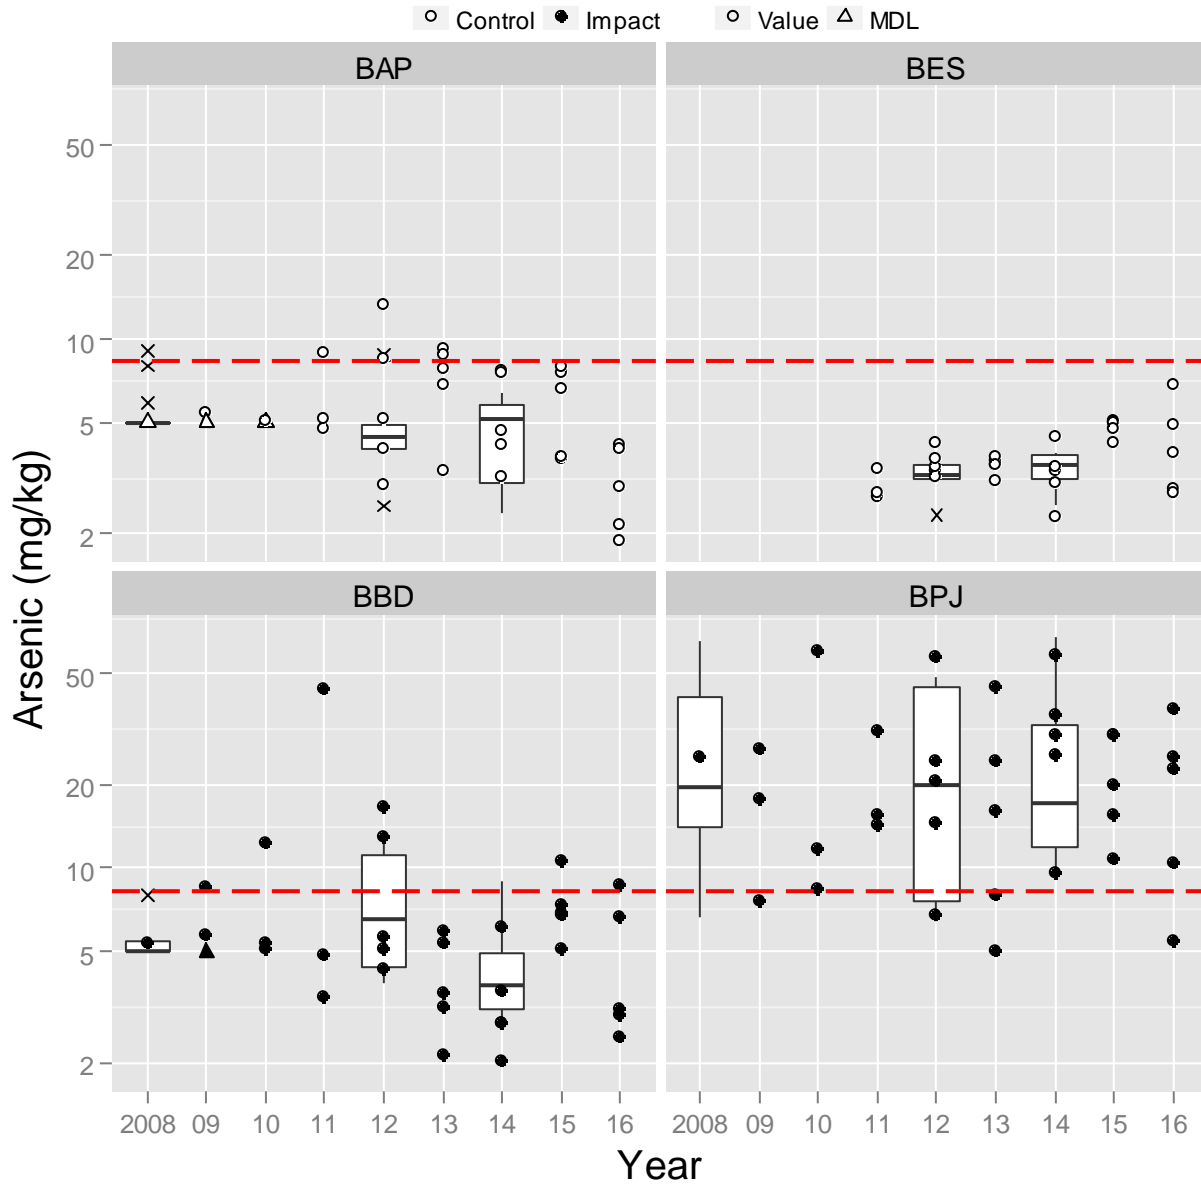 Control Impact Value MDL
BAP BES
50
20
10
5
2
BBD BPJ
50
20
10
5
2
Arsenic (mg/kg)
2008 09 10 11 12 13 14 15 16 2008 09 10 11 12 13 14 15 16
Year